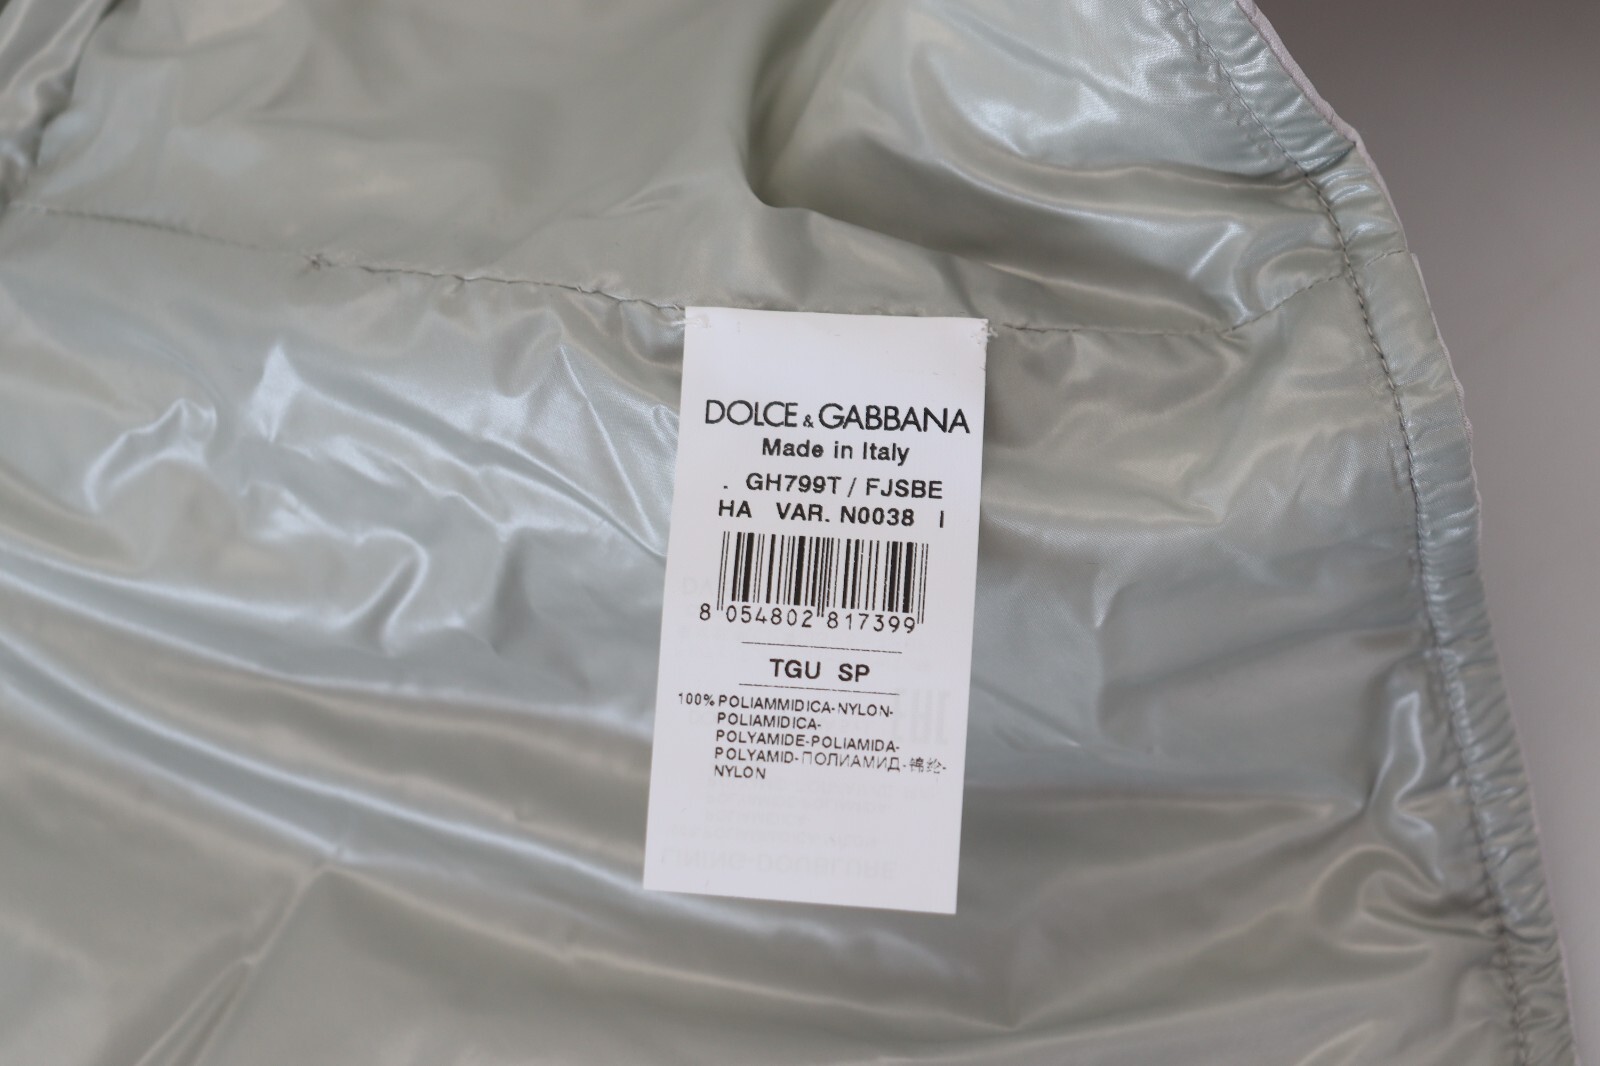 DOLCE & GABBANA
Made in Italy
. GH799T / FJSBE
HA VAR. N0038 I
8 054802 817399
TGU SP
100% POLIAMMIDICA-NYLON-
POLIAMIDICA-
POLYAMIDE-POLIAMIDA-
POLYAMID-ПОЛИАМИД-锦纶-
NYLON